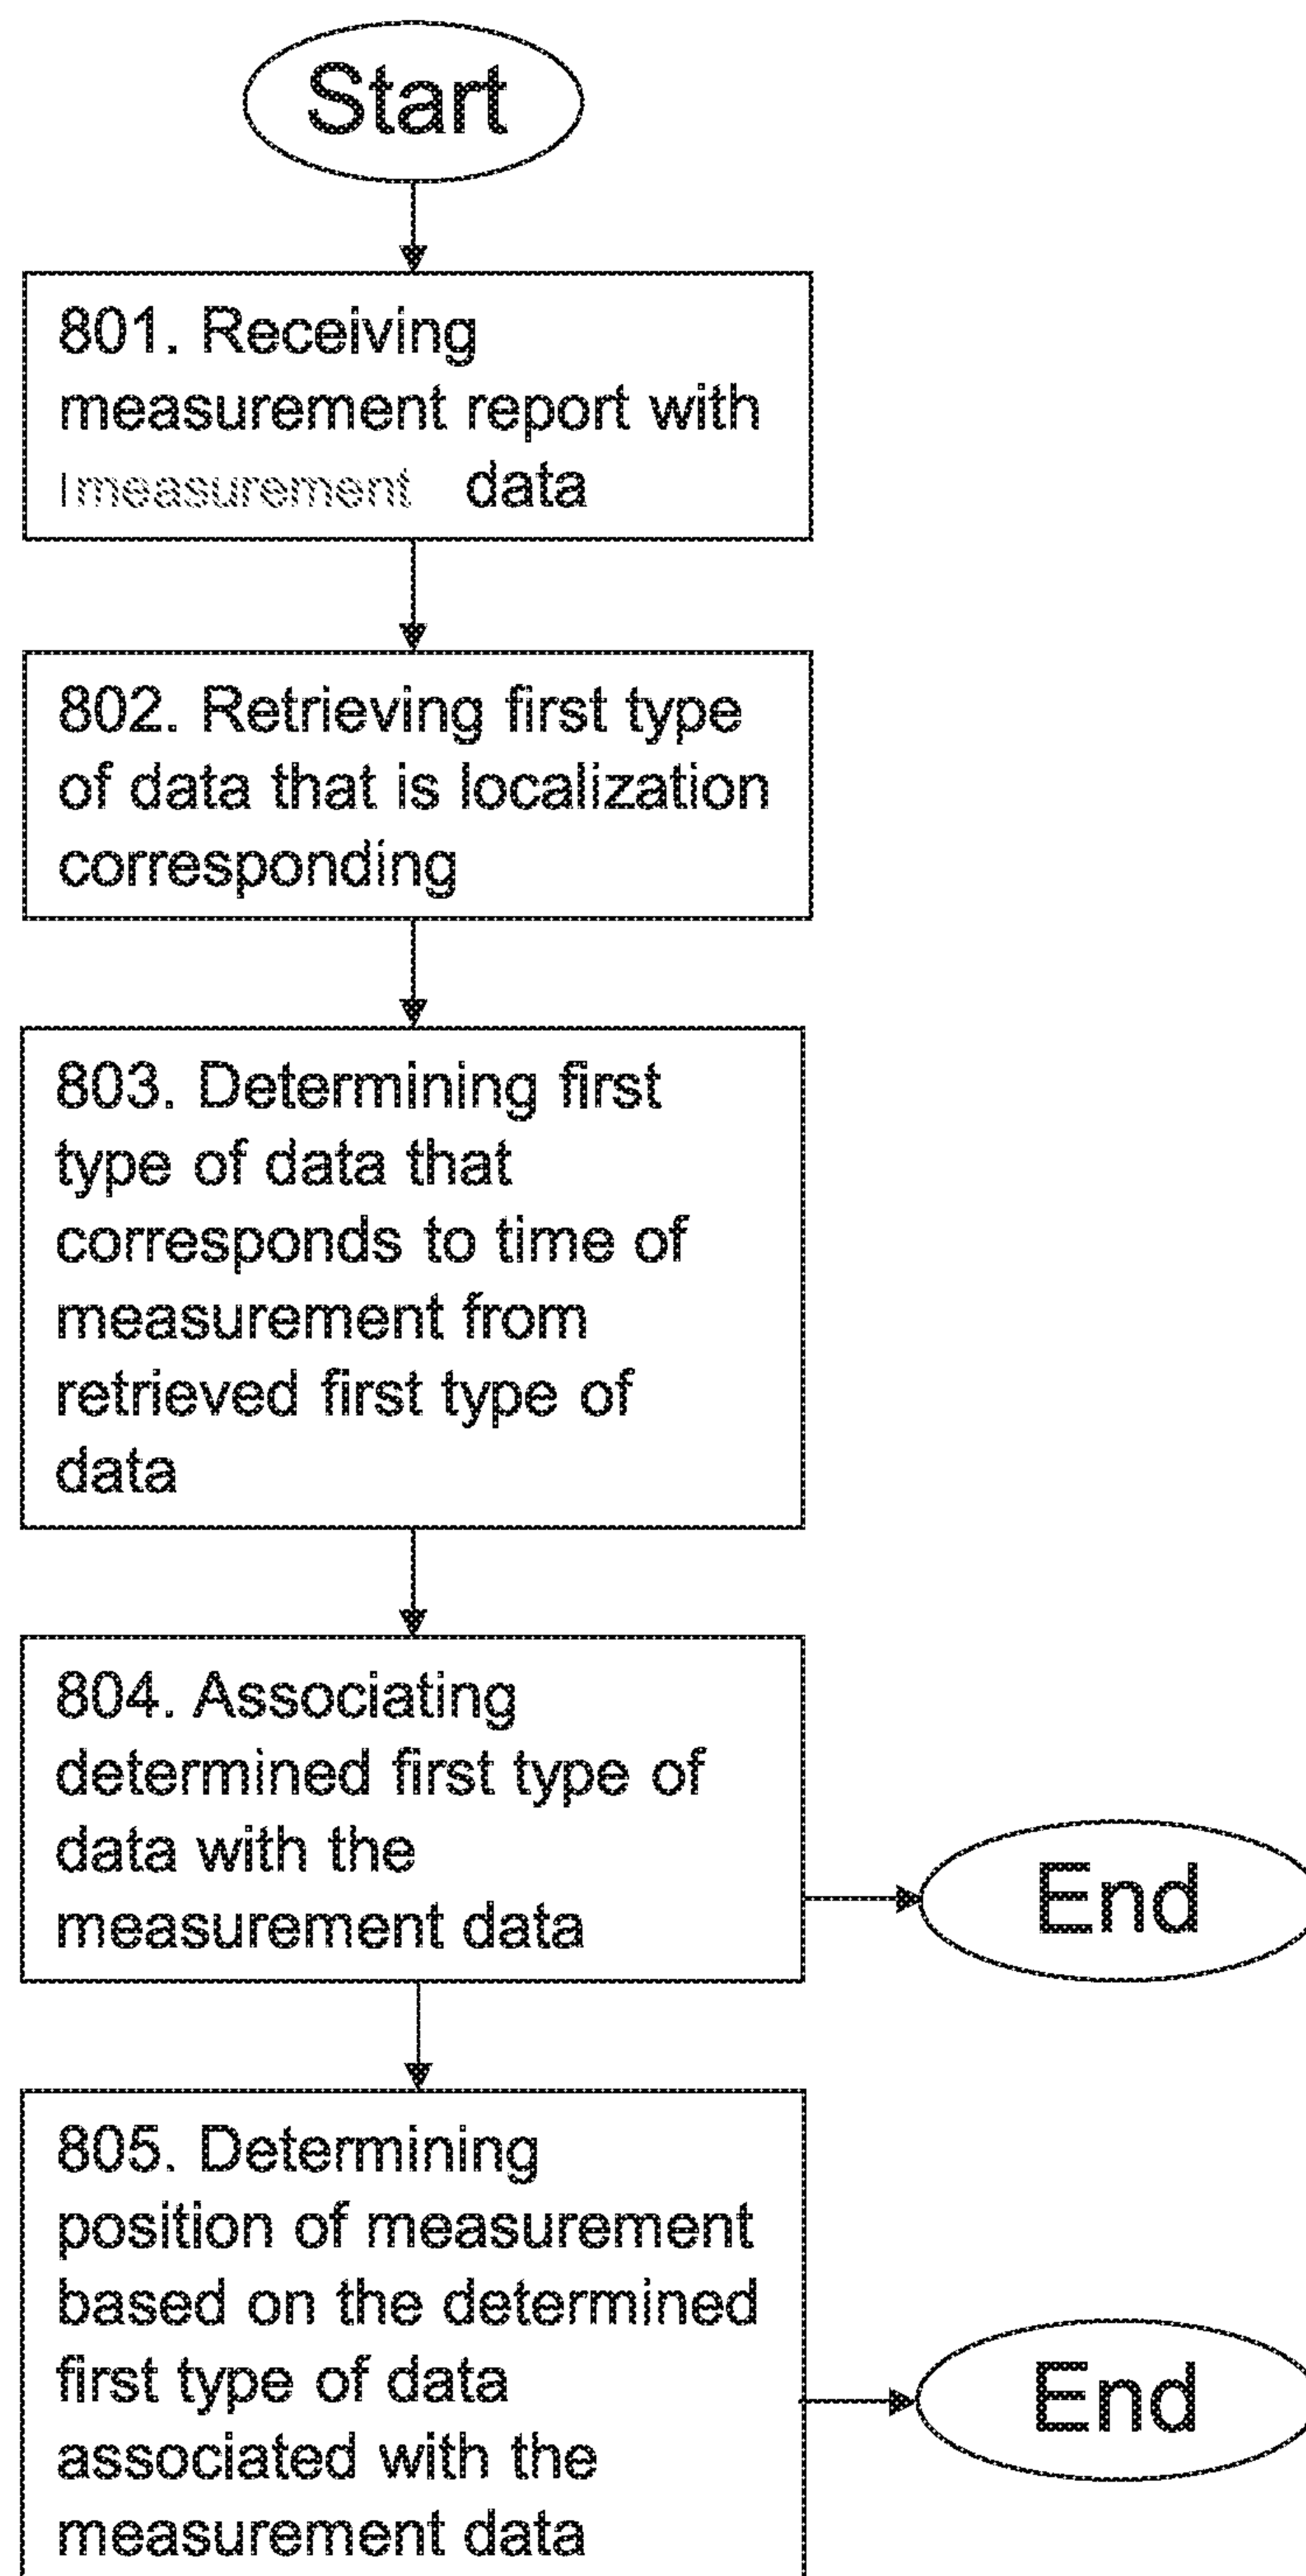 Start
801. Receiving
measurement report with
measurement data
802. Retrieving first type
of data that is localization
corresponding
803. Determining first
type of data that
corresponds to time of
measurement from
retrieved first type of
data
804. Associating
determined first type of
data with the
measurement data
End
805. Determining
position of measurement
based on the determined
first type of data
associated with the
measurement data
End